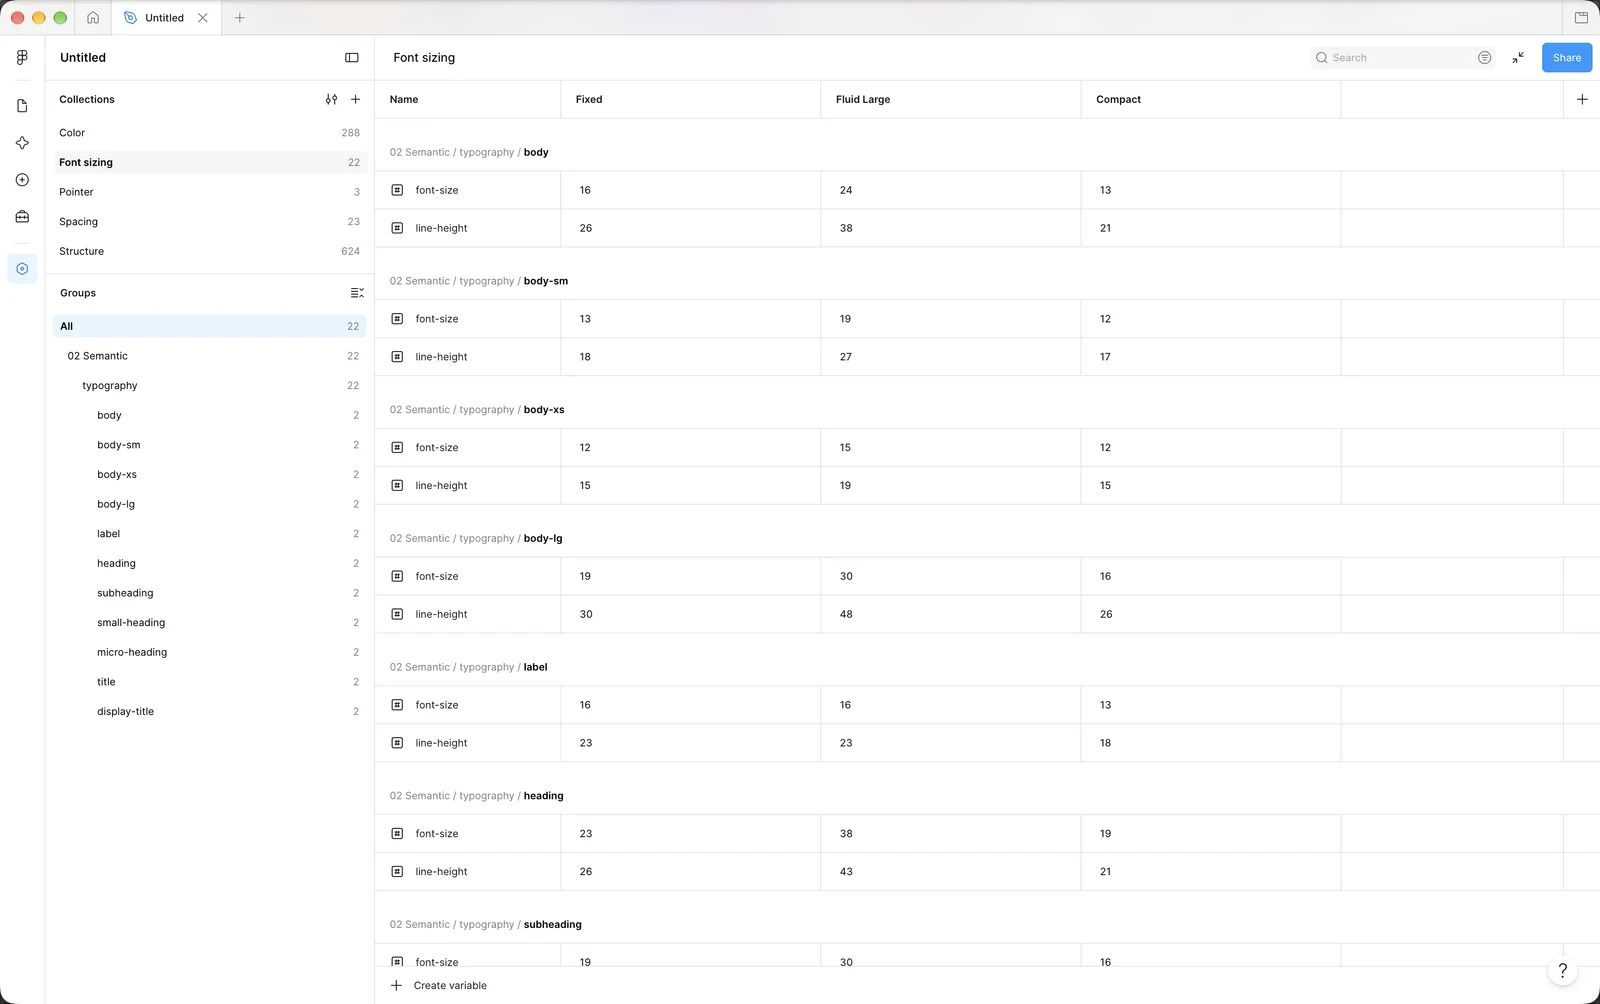 Untitled
Untitled
Collections
Color 288
Font sizing 22
Pointer 3
Spacing 23
Structure 624
Groups
All 22
02 Semantic 22
typography 22
body 2
body-sm 2
body-xs 2
body-lg 2
label 2
heading 2
subheading 2
small-heading 2
micro-heading 2
title 2
display-title 2
Font sizing
Search
Share
Name Fixed Fluid Large Compact
02 Semantic / typography / body
font-size 16 24 13
line-height 26 38 21
02 Semantic / typography / body-sm
font-size 13 19 12
line-height 18 27 17
02 Semantic / typography / body-xs
font-size 12 15 12
line-height 15 19 15
02 Semantic / typography / body-lg
font-size 19 30 16
line-height 30 48 26
02 Semantic / typography / label
font-size 16 16 13
line-height 23 23 18
02 Semantic / typography / heading
font-size 23 38 19
line-height 26 43 21
02 Semantic / typography / subheading
font-size 19 30 16
Create variable
?